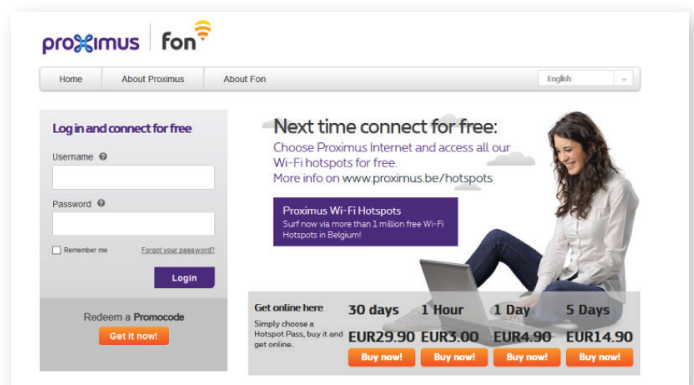 proximus fon
Home About Proximus About Fon English
Log in and connect for free
Username
Password
Remember me Forgot your password?
Login
Redeem a Promocode
Get it now!
Next time connect for free:
Choose Proximus Internet and access all our
Wi-Fi hotspots for free.
More info on www.proximus.be/hotspots
Proximus Wi-Fi Hotspots
Surf now via more than 1 million free Wi-Fi
Hotspots in Belgium!
Get online here
Simply choose a
Hotspot Pass, buy it and
get online.
30 days 1 Hour 1 Day 5 Days
EUR29.90 EUR3.00 EUR4.90 EUR14.90
Buy now! Buy now! Buy now! Buy now!